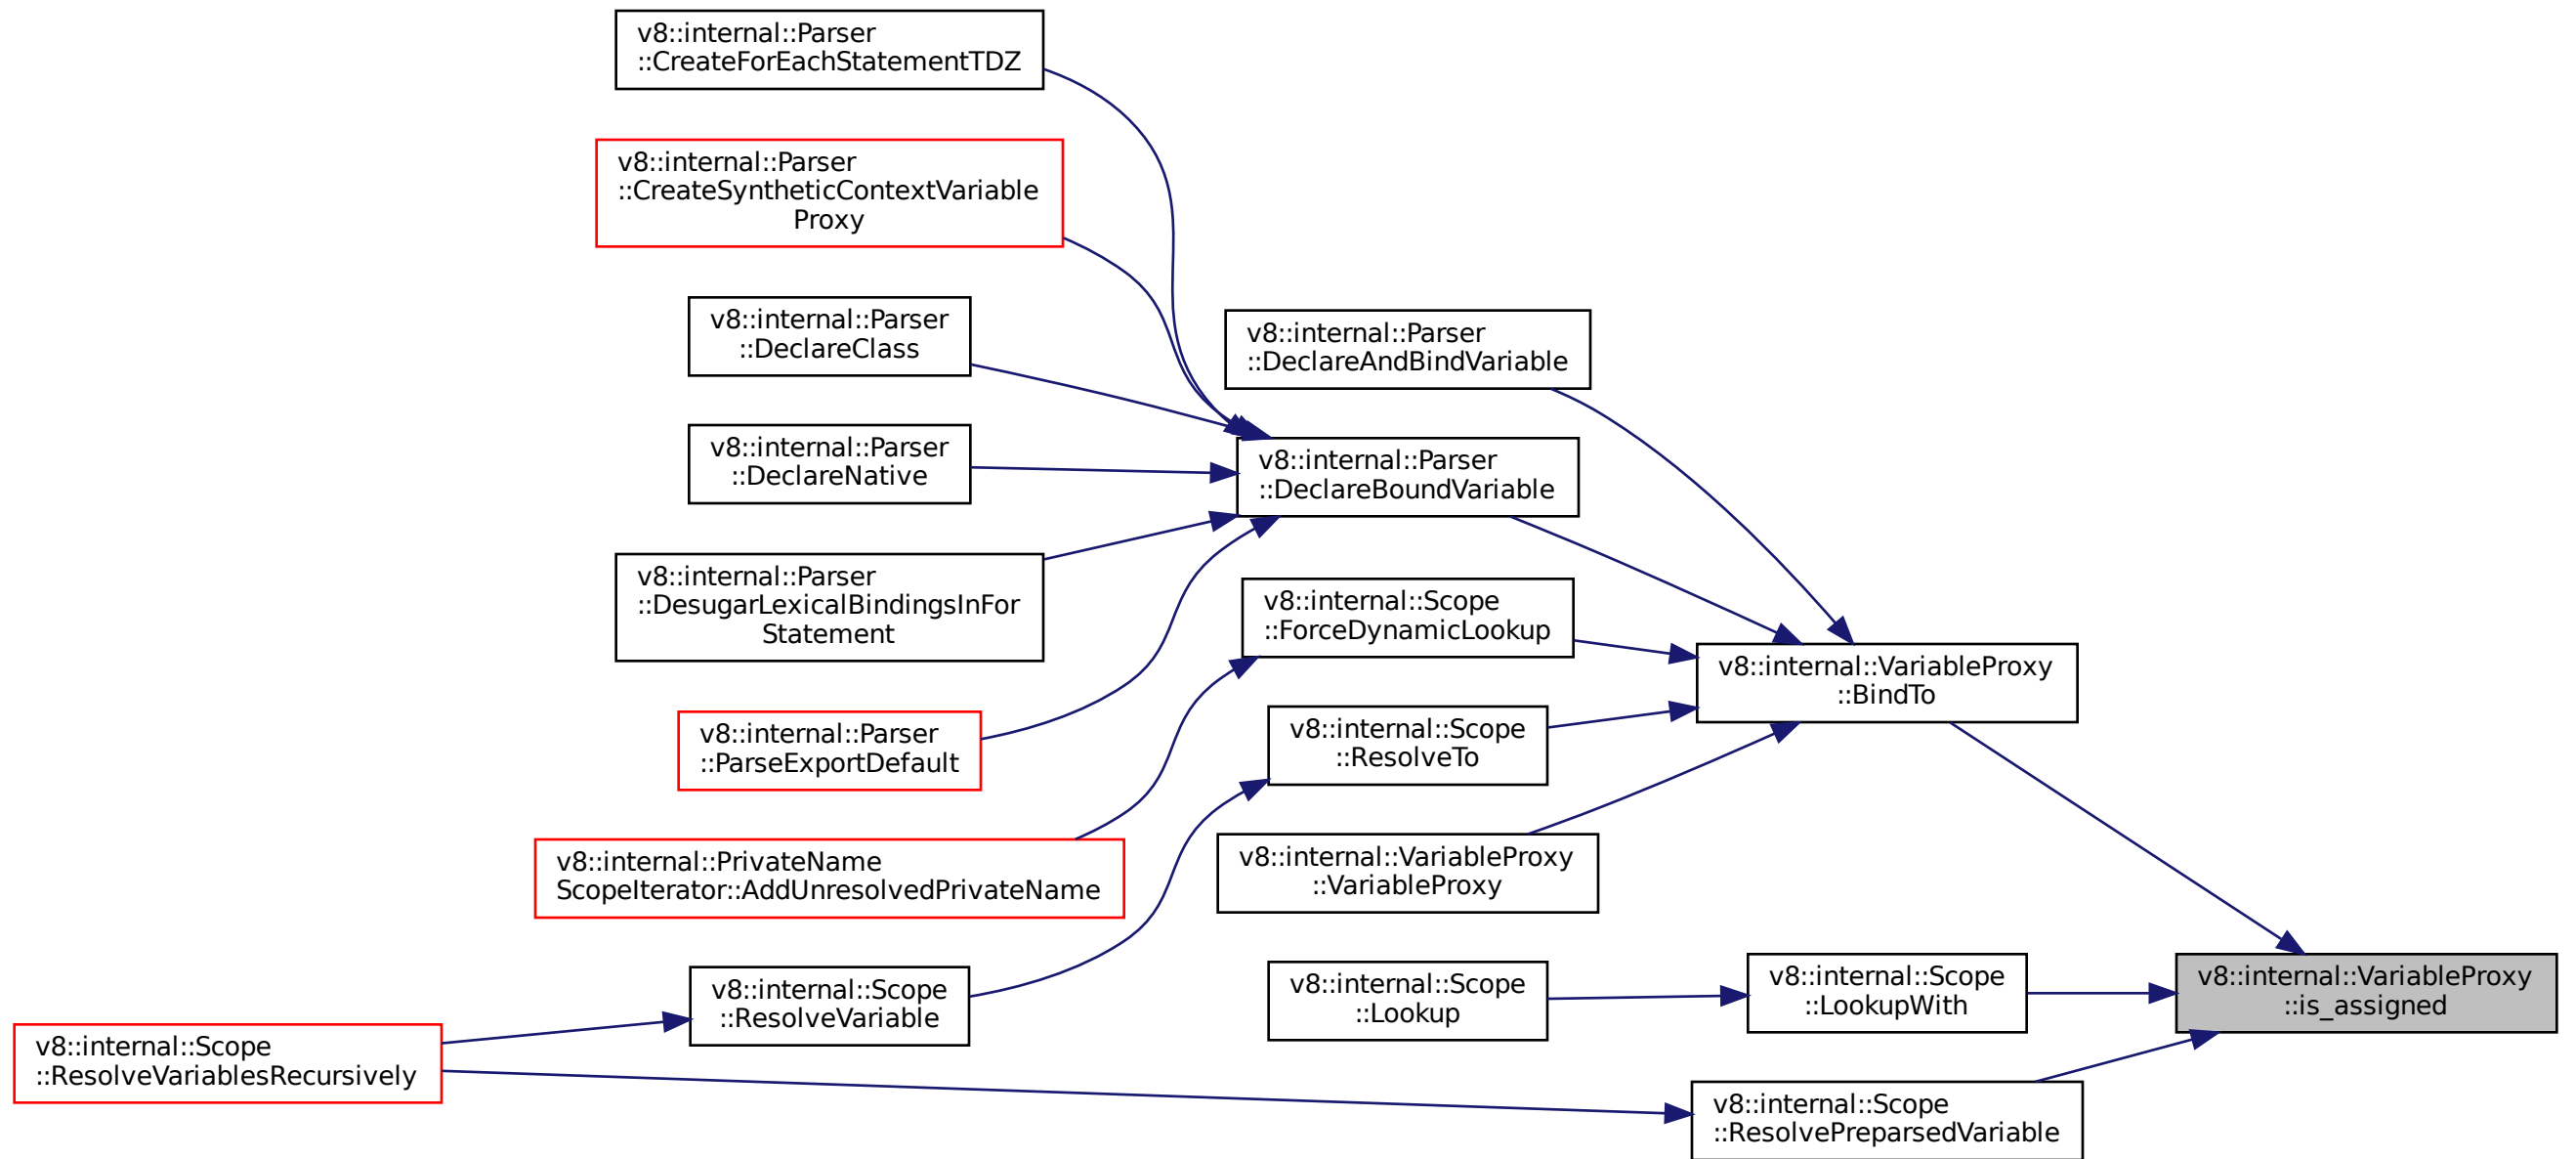 v8::internal::Parser
::CreateForEachStatementTDZ
v8::internal::Parser
::CreateSyntheticContextVariable
Proxy
v8::internal::Parser
::DeclareClass
v8::internal::Parser
::DeclareNative
v8::internal::Parser
::DesugarLexicalBindingsInFor
Statement
v8::internal::Parser
::ParseExportDefault
v8::internal::PrivateName
ScopeIterator::AddUnresolvedPrivateName
v8::internal::Scope
::ResolveVariable
v8::internal::Scope
::ResolveVariablesRecursively
v8::internal::Parser
::DeclareAndBindVariable
v8::internal::Parser
::DeclareBoundVariable
v8::internal::Scope
::ForceDynamicLookup
v8::internal::Scope
::ResolveTo
v8::internal::VariableProxy
::VariableProxy
v8::internal::Scope
::Lookup
v8::internal::VariableProxy
::BindTo
v8::internal::Scope
::LookupWith
v8::internal::Scope
::ResolvePreparsedVariable
v8::internal::VariableProxy
::is_assigned